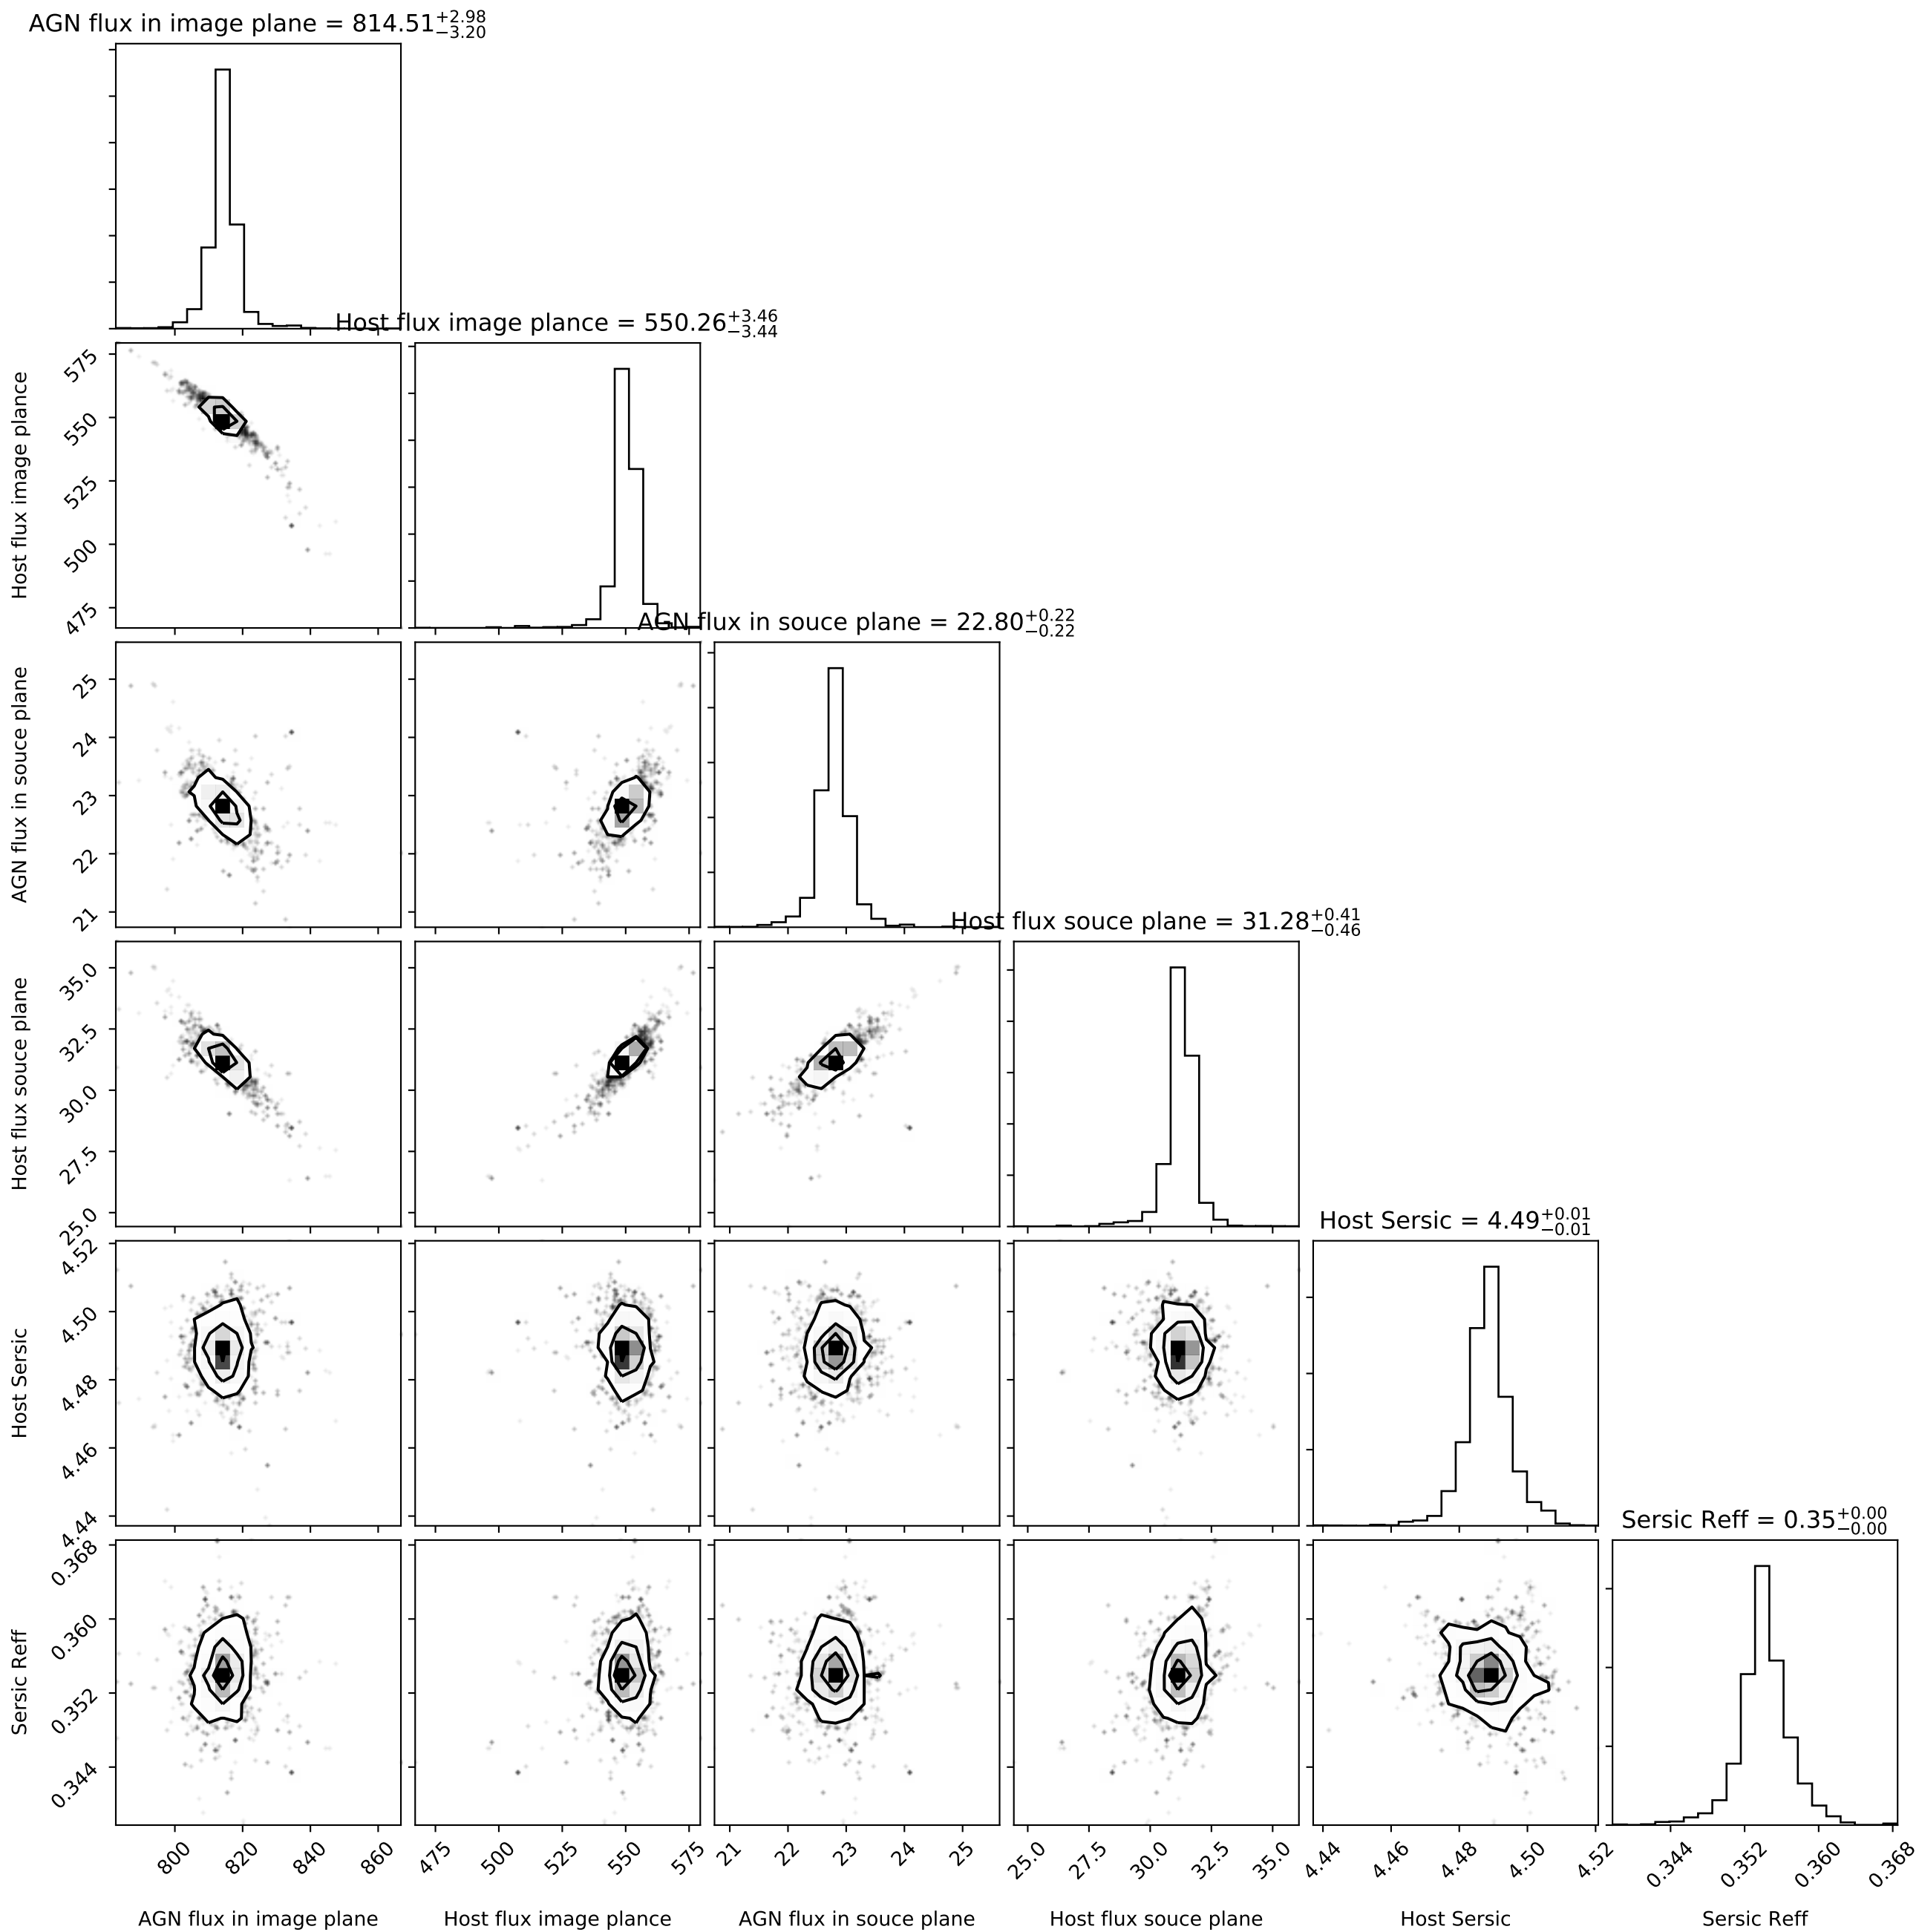 AGN flux in image plane = 814.51+2.98 −3.20
Host flux image plance = 550.26+3.46 −3.44
575
550
525
500
475
Host flux image plance
AGN flux in souce plane = 22.80+0.22 −0.22
25
24
23
22
21
AGN flux in souce plane
Host flux souce plane = 31.28+0.41 −0.46
35.0
32.5
30.0
27.5
25.0
Host flux souce plane
Host Sersic = 4.49+0.01 −0.01
4.52
4.50
4.48
4.46
4.44
Host Sersic
Sersic Reff = 0.35+0.00 −0.00
0.368
0.360
0.352
0.344
Sersic Reff
800 820 840 860
475 500 525 550 575
21 22 23 24 25
25.0 27.5 30.0 32.5 35.0
4.44 4.46 4.48 4.50 4.52
0.344 0.352 0.360 0.368
AGN flux in image plane
Host flux image plance
AGN flux in souce plane
Host flux souce plane
Host Sersic
Sersic Reff